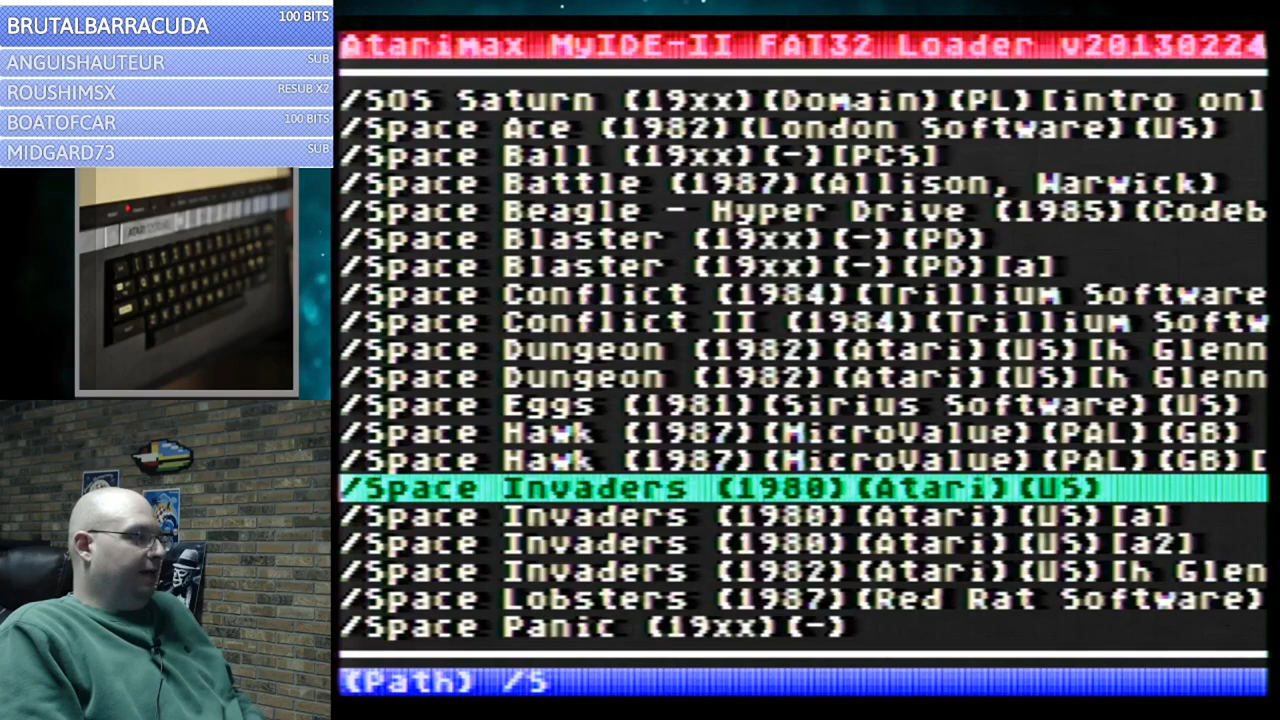 BRUTALBARRACUDA 100 BITS
ANGUISHAUTEUR SUB
ROUSHIMSX RESUB X2
BOATOFCAR 100 BITS
MIDGARD73 SUB
Atarimax MyIDE-II FAT32 Loader v20130224
/SOS Saturn (19xx)(Domain)(PL)[intro onl
/Space Ace (1982)(London Software)(US)
/Space Ball (19xx)(-)[PCS]
/Space Battle (1987)(Allison, Warwick)
/Space Beagle - Hyper Drive (1985)(Codeb
/Space Blaster (19xx)(-)(PD)
/Space Blaster (19xx)(-)(PD)[a]
/Space Conflict (1984)(Trillium Software
/Space Conflict II (1984)(Trillium Softw
/Space Dungeon (1982)(Atari)(US)[h Glenn
/Space Dungeon (1982)(Atari)(US)[h Glenn
/Space Eggs (1981)(Sirius Software)(US)
/Space Hawk (1987)(MicroValue)(PAL)(GB)
/Space Hawk (1987)(MicroValue)(PAL)(GB)[
/Space Invaders (1980)(Atari)(US)
/Space Invaders (1980)(Atari)(US)[a]
/Space Invaders (1980)(Atari)(US)[a2]
/Space Invaders (1982)(Atari)(US)[h Glen
/Space Lobsters (1987)(Red Rat Software)
/Space Panic (19xx)(-)
(Path) /S